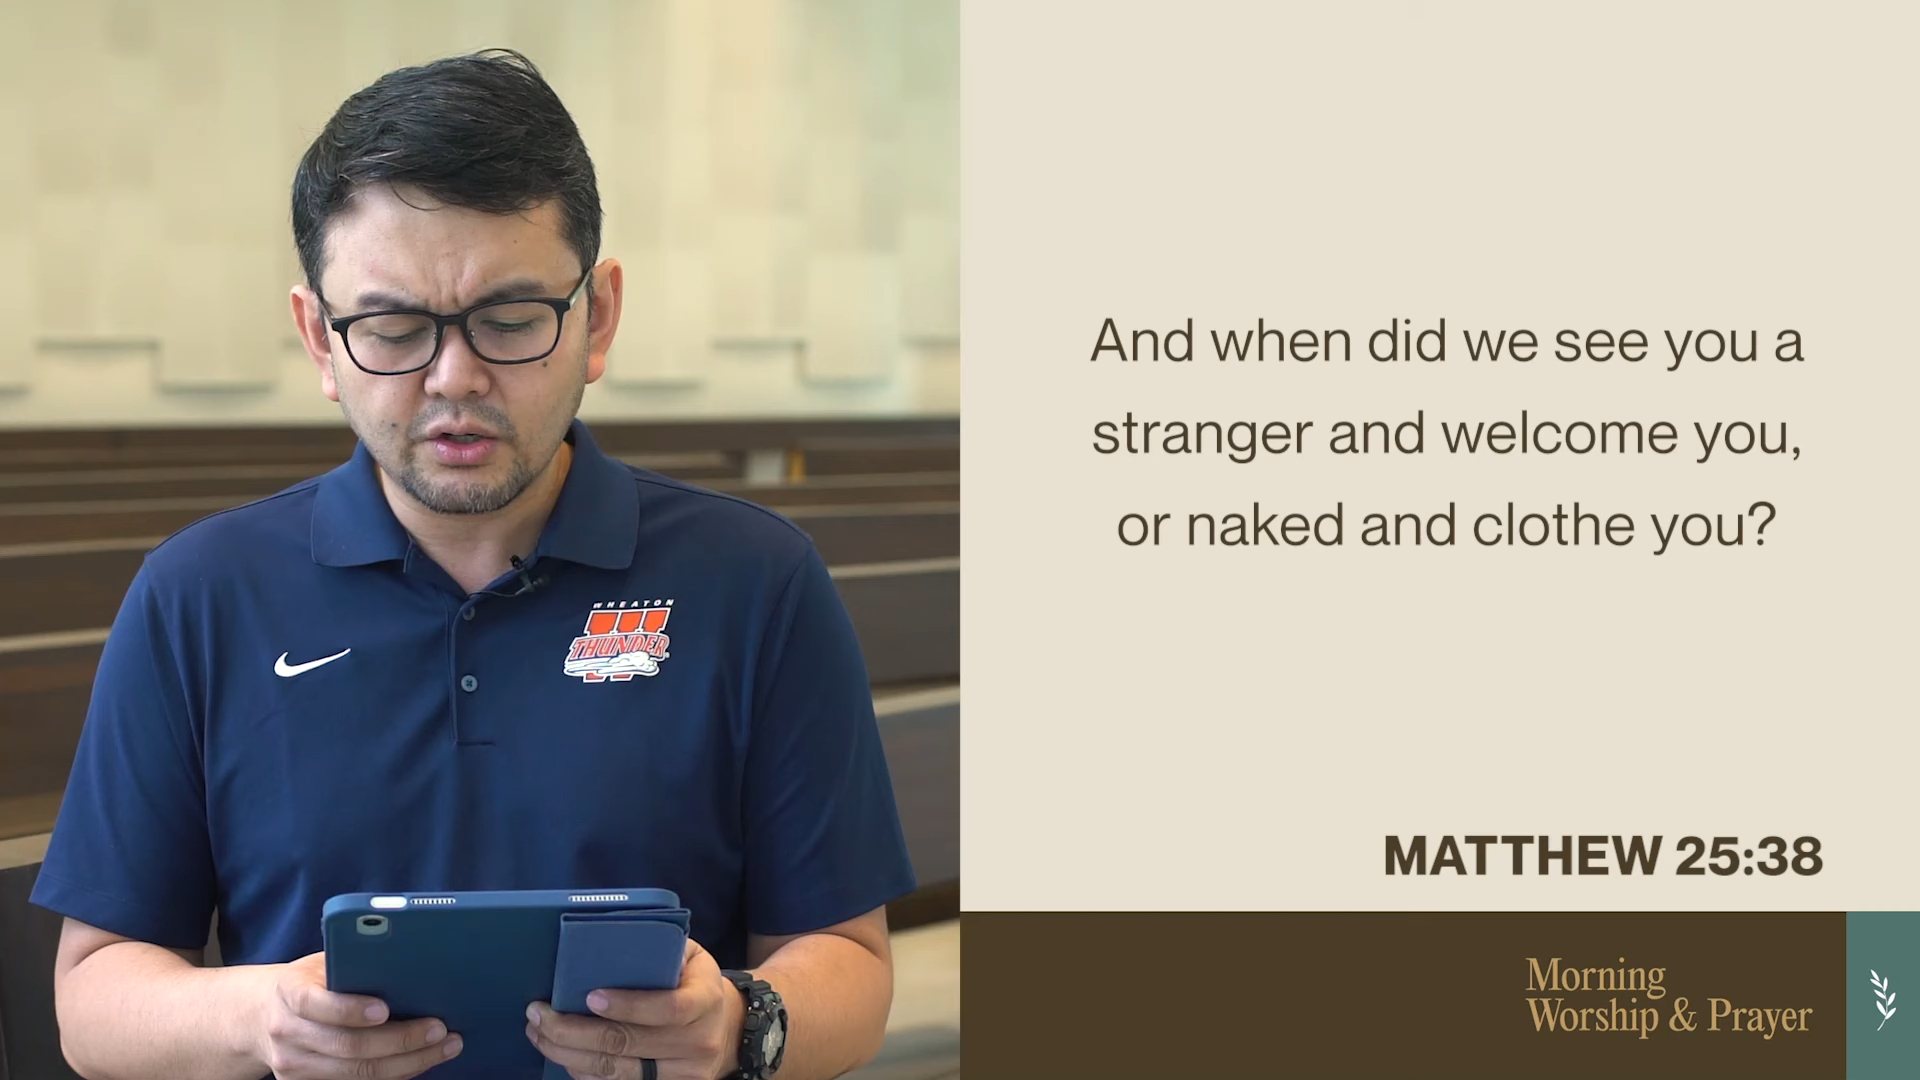 WHEATON
W
THUNDER
And when did we see you a
stranger and welcome you,
or naked and clothe you?
MATTHEW 25:38
Morning
Worship & Prayer